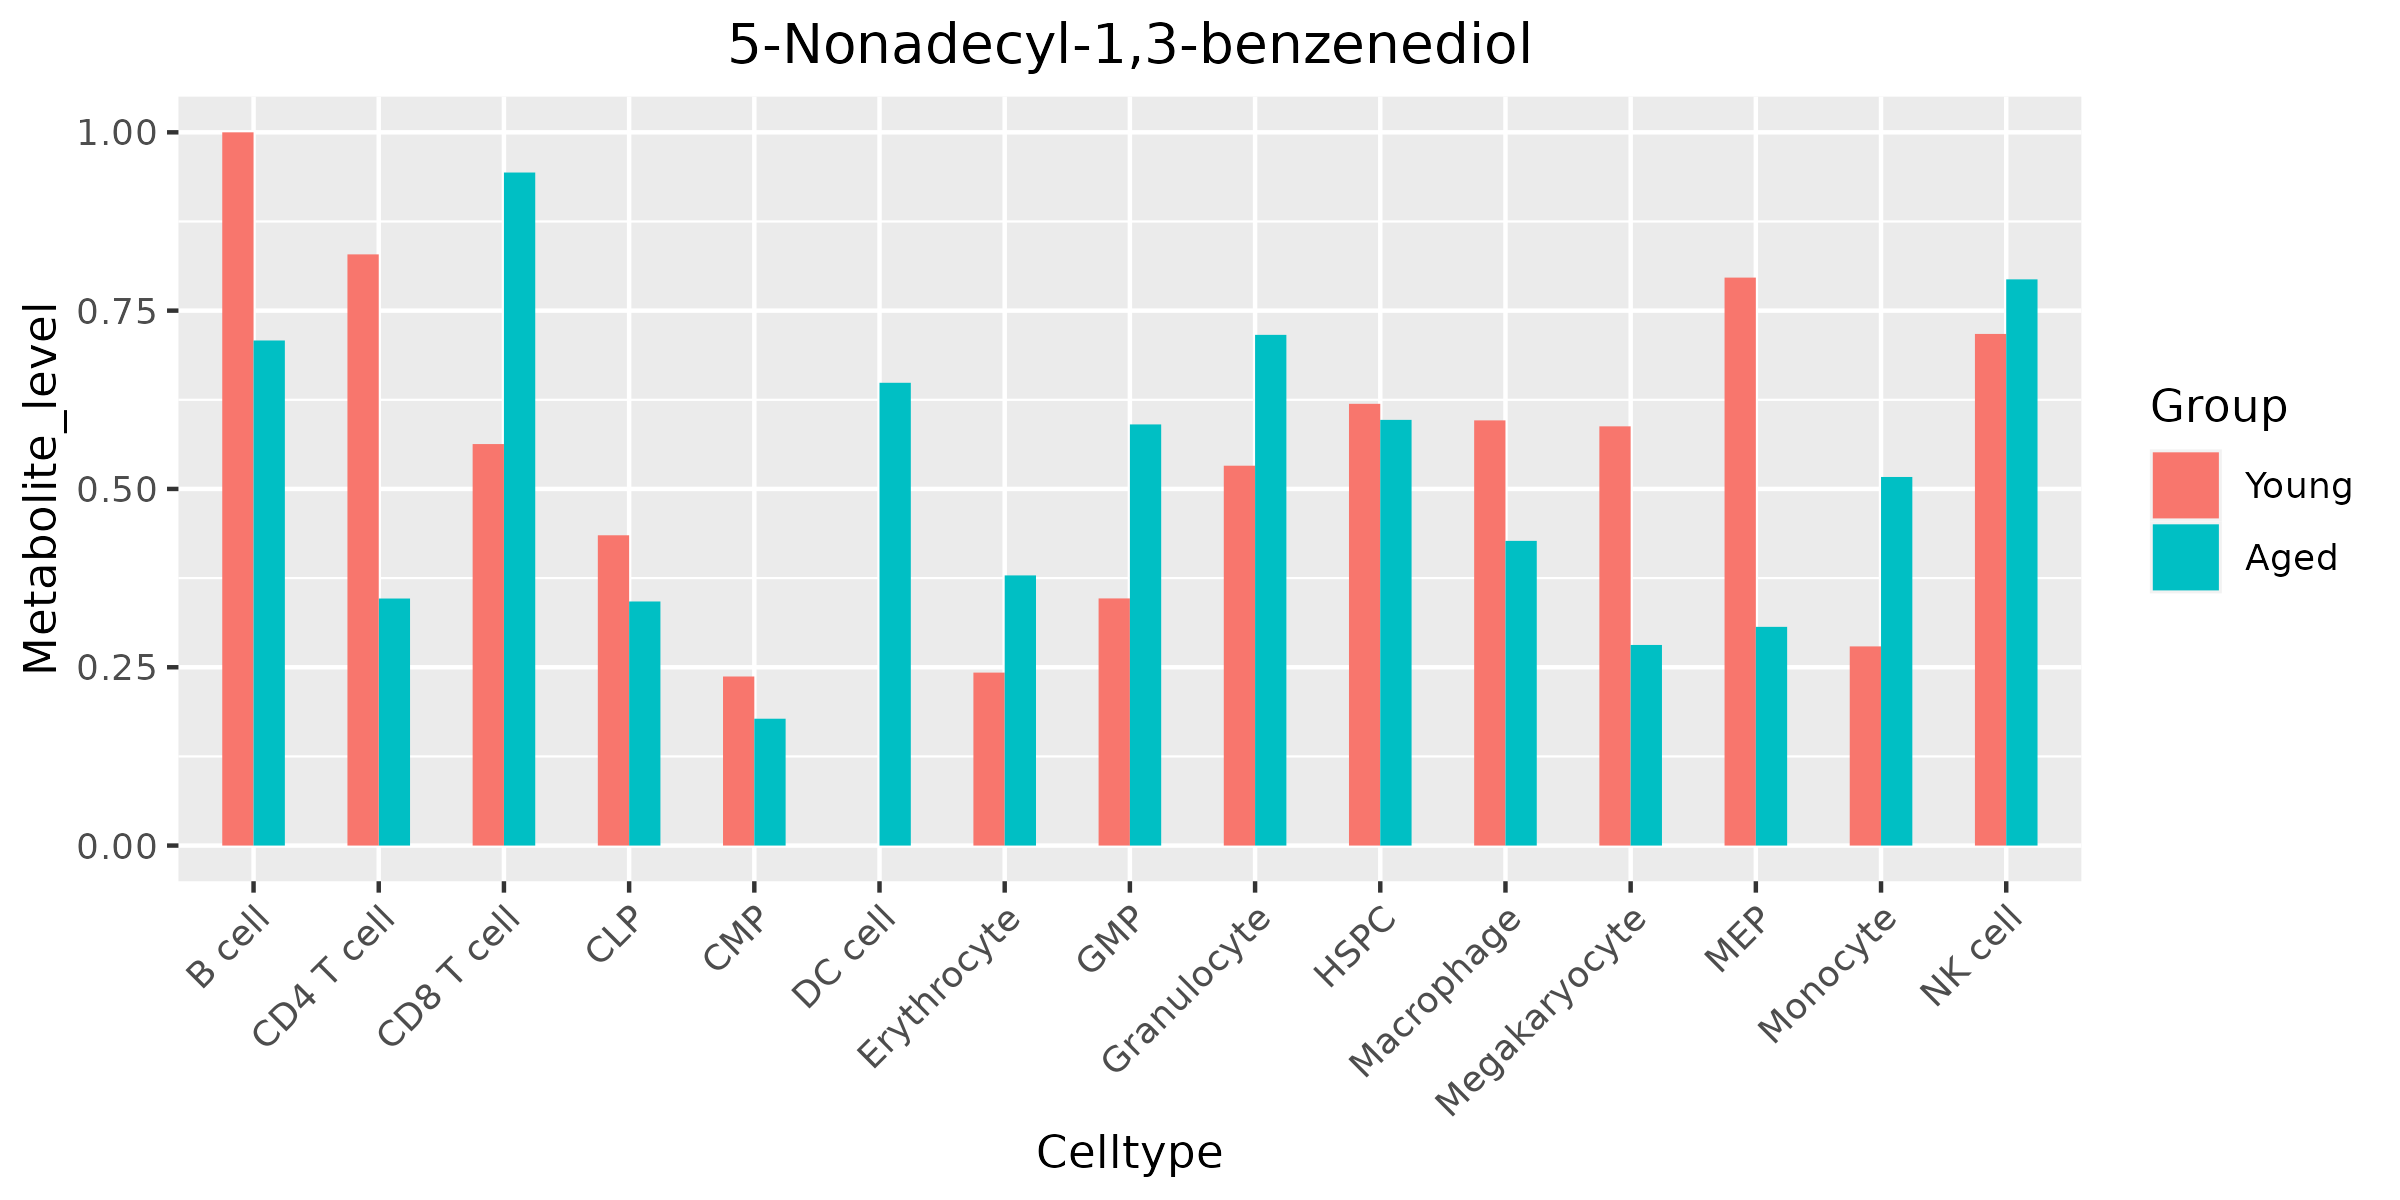 5-Nonadecyl-1,3-benzenediol
Metabolite_level
1.00
0.75
0.50
0.25
0.00
B cell
CD4 T cell
CD8 T cell
CLP
CMP
DC cell
Erythrocyte
GMP
Granulocyte
HSPC
Macrophage
Megakaryocyte
MEP
Monocyte
NK cell
Celltype
Group
Young
Aged